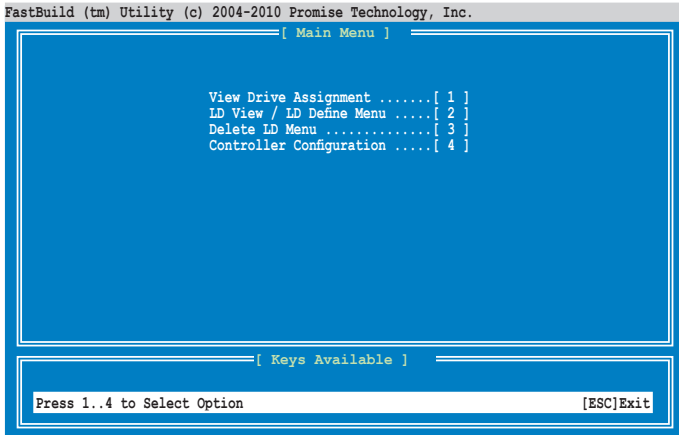 FastBuild (tm) Utility (c) 2004-2010 Promise Technology, Inc.
[ Main Menu ]
View Drive Assignment .......[ 1 ]
LD View / LD Define Menu .....[ 2 ]
Delete LD Menu ..............[ 3 ]
Controller Configuration .....[ 4 ]
[ Keys Available ]
Press 1..4 to Select Option [ESC]Exit